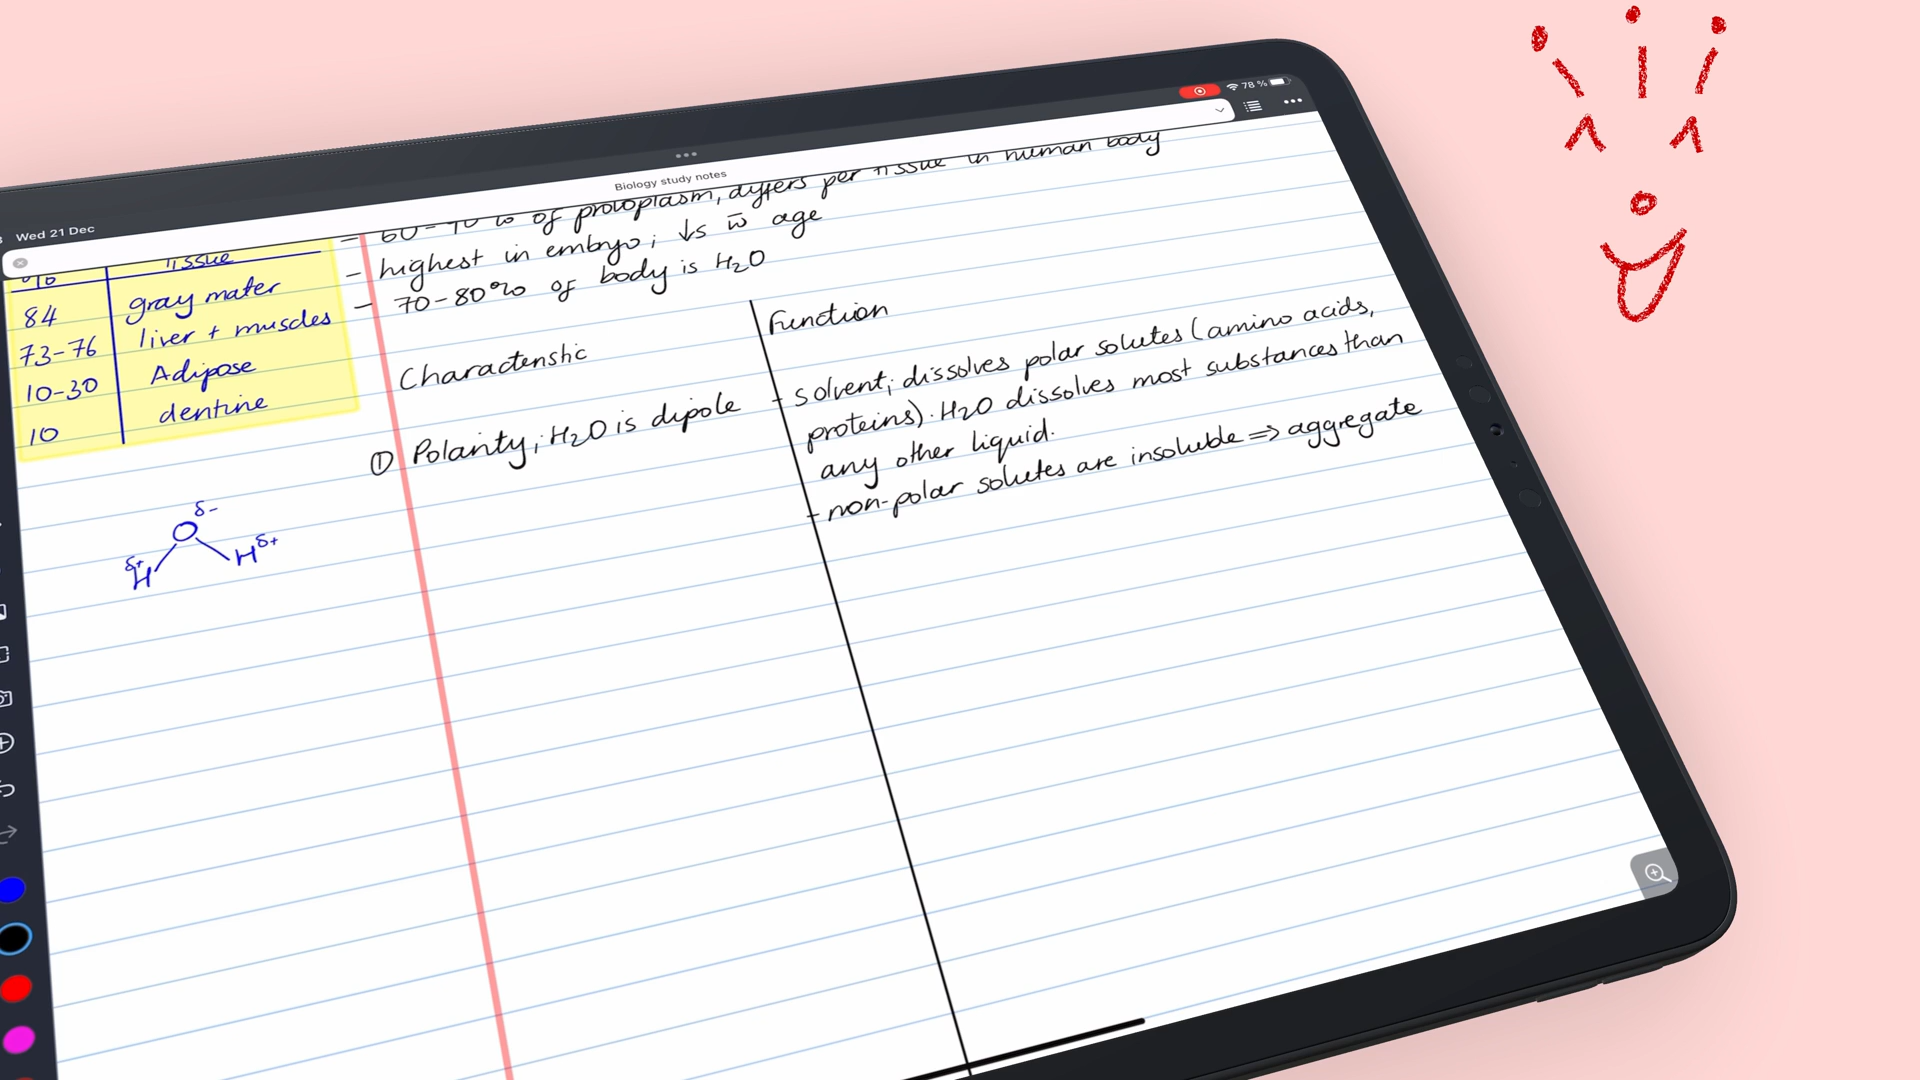 78 %
Biology study notes
Wed 21 Dec
of protoplasm, differs per tissue in human body
- highest in embryo; ↓s w̄ age
- 70-80% of body is H₂O
% tissue
84 gray mater
73-76 liver + muscles
10-30 Adipose
10 dentine
Characteristic
Function
① Polarity; H₂O is dipole
- solvent; dissolves polar solutes (amino acids,
proteins). H₂O dissolves most substances than
any other liquid.
- non-polar solutes are insoluble => aggregate
δ-
O
δ+ H H δ+